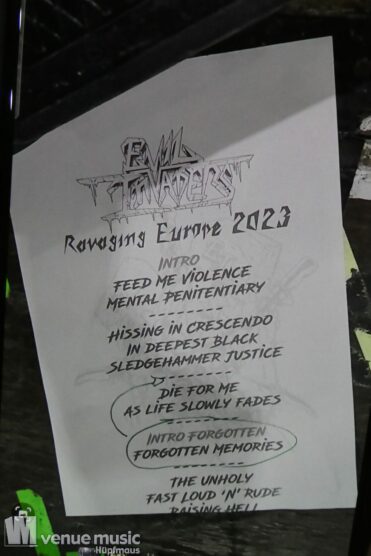 EVIL
INVADERS
Ravaging Europe 2023
INTRO
FEED ME VIOLENCE
MENTAL PENITENTIARY
----------
HISSING IN CRESCENDO
IN DEEPEST BLACK
SLEDGEHAMMER JUSTICE
----------
DIE FOR ME
AS LIFE SLOWLY FADES
----------
INTRO FORGOTTEN
FORGOTTEN MEMORIES
----------
THE UNHOLY
FAST LOUD 'N' RUDE
RAISING HELL
venue music
Hüpfmaus